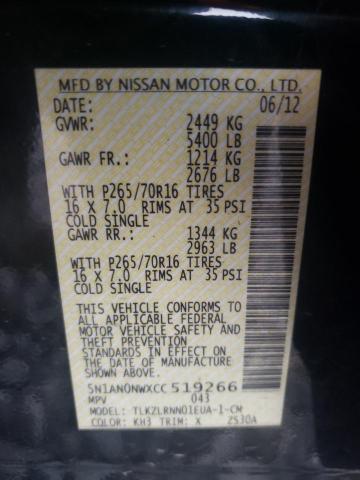 MFD BY NISSAN MOTOR CO., LTD.
DATE: 06/12
GVWR: 2449 KG
5400 LB
GAWR FR.: 1214 KG
2676 LB
WITH P265/70R16 TIRES
16 X 7.0 RIMS AT 35 PSI
COLD SINGLE
GAWR RR.: 1344 KG
2963 LB
WITH P265/70R16 TIRES
16 X 7.0 RIMS AT 35 PSI
COLD SINGLE
THIS VEHICLE CONFORMS TO
ALL APPLICABLE FEDERAL
MOTOR VEHICLE SAFETY AND
AND THEFT PREVENTION
STANDARDS IN EFFECT ON
THE DATE OF MANUFACTURE
SHOWN ABOVE.
5N1AN0NWXCC519266
MPV 043
MODEL: TLKZLRNN01EUA-1-CM
COLOR: KH3 TRIM: X 2S30A